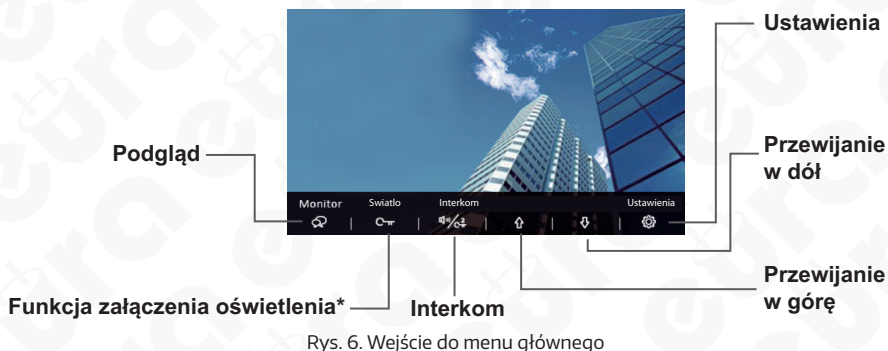 Ustawienia
Podgląd
Przewijanie
w dół
Monitor Swiatlo Interkom Ustawienia
Funkcja załączenia oświetlenia* Interkom
Przewijanie
w górę
Rys. 6. Wejście do menu głównego
eura